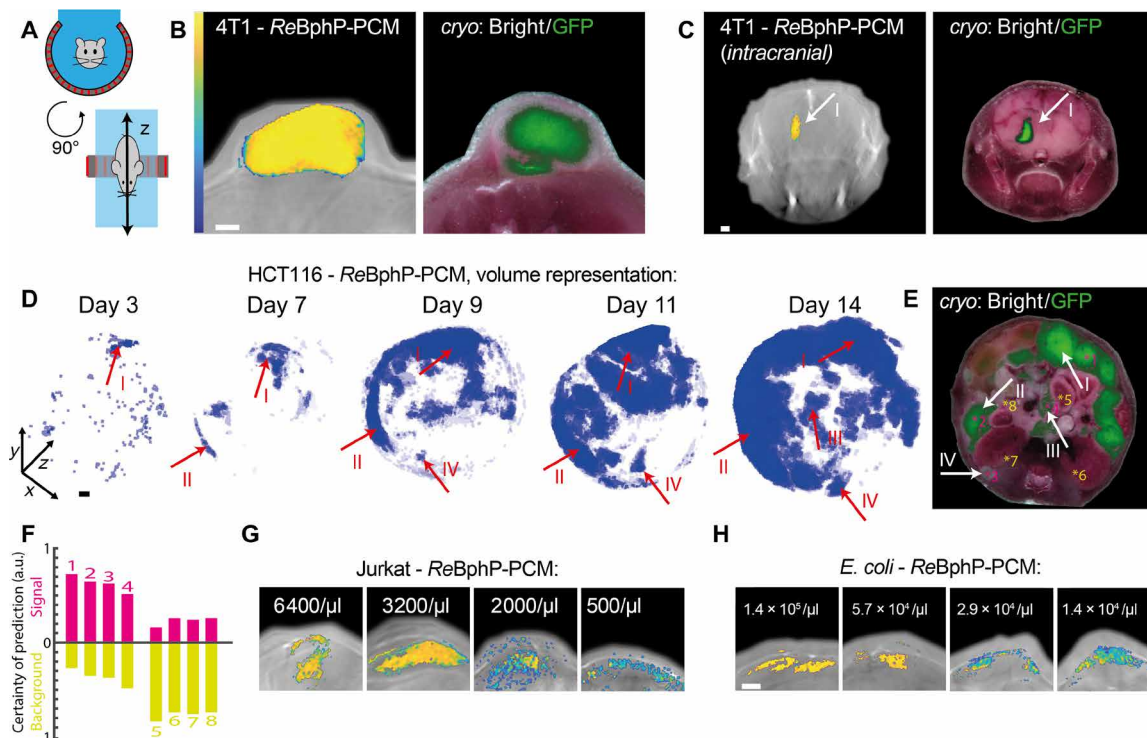 A
z
90°
B
4T1 - ReBphP-PCM
cryo: Bright/GFP
C
4T1 - ReBphP-PCM
(intracranial)
I
cryo: Bright/GFP
I
HCT116 - ReBphP-PCM, volume representation:
D
Day 3
Day 7
Day 9
Day 11
Day 14
I
I
II
I
II
IV
I
II
IV
I
II
III
IV
y
z
x
E
cryo: Bright/GFP
I
II
III
IV
1
2
3
*5
*6
*7
*8
F
Certainty of prediction (a.u.)
Signal
Background
1
0
1
1
2
3
4
5
6
7
8
G
Jurkat - ReBphP-PCM:
6400/µl
3200/µl
2000/µl
500/µl
H
E. coli - ReBphP-PCM:
1.4 × 10⁵/µl
5.7 × 10⁴/µl
2.9 × 10⁴/µl
1.4 × 10⁴/µl